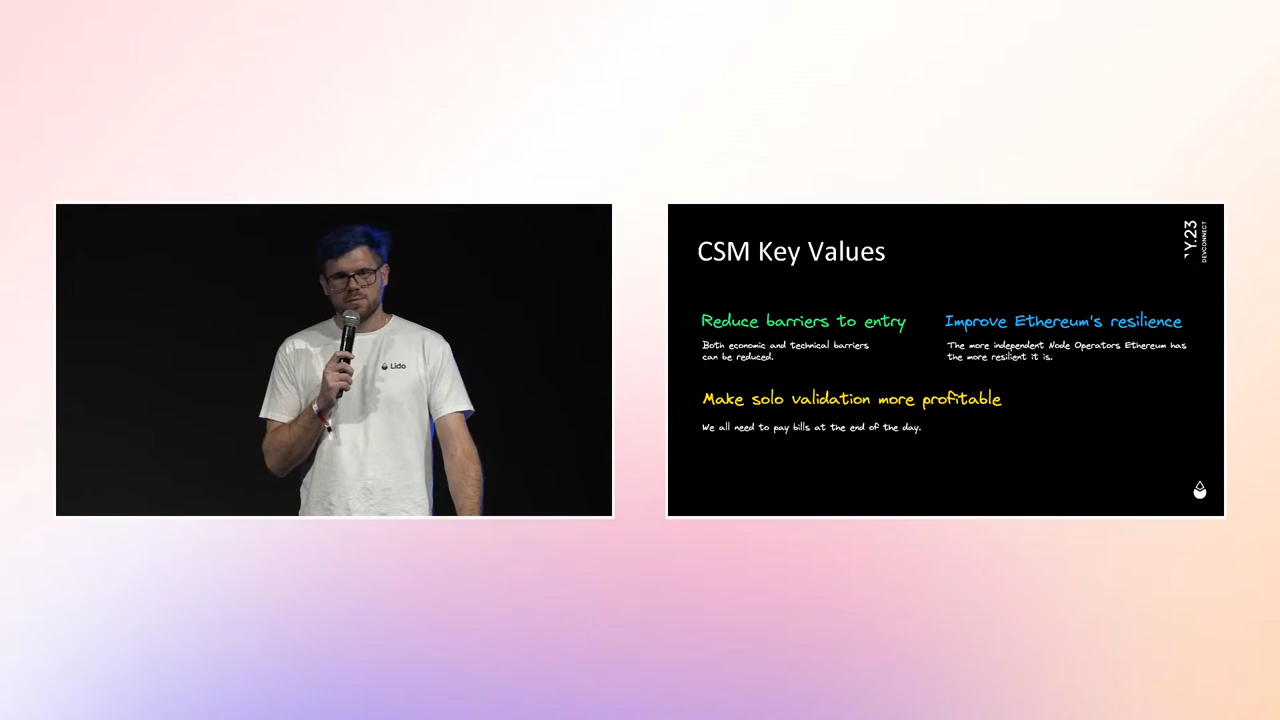 Lido
CSM Key Values
Y.23
DEVCONNECT
Reduce barriers to entry
Both economic and technical barriers
can be reduced.
Improve Ethereum's resilience
The more independent Node Operators Ethereum has
the more resilient it is.
Make solo validation more profitable
We all need to pay bills at the end of the day.